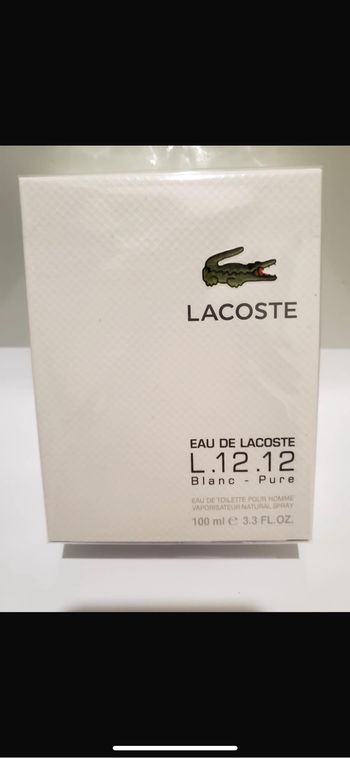 LACOSTE
EAU DE LACOSTE
L.12.12
Blanc - Pure
EAU DE TOILETTE POUR HOMME
VAPORISATEUR NATURAL SPRAY
100 ml ℮ 3.3 FL.OZ.